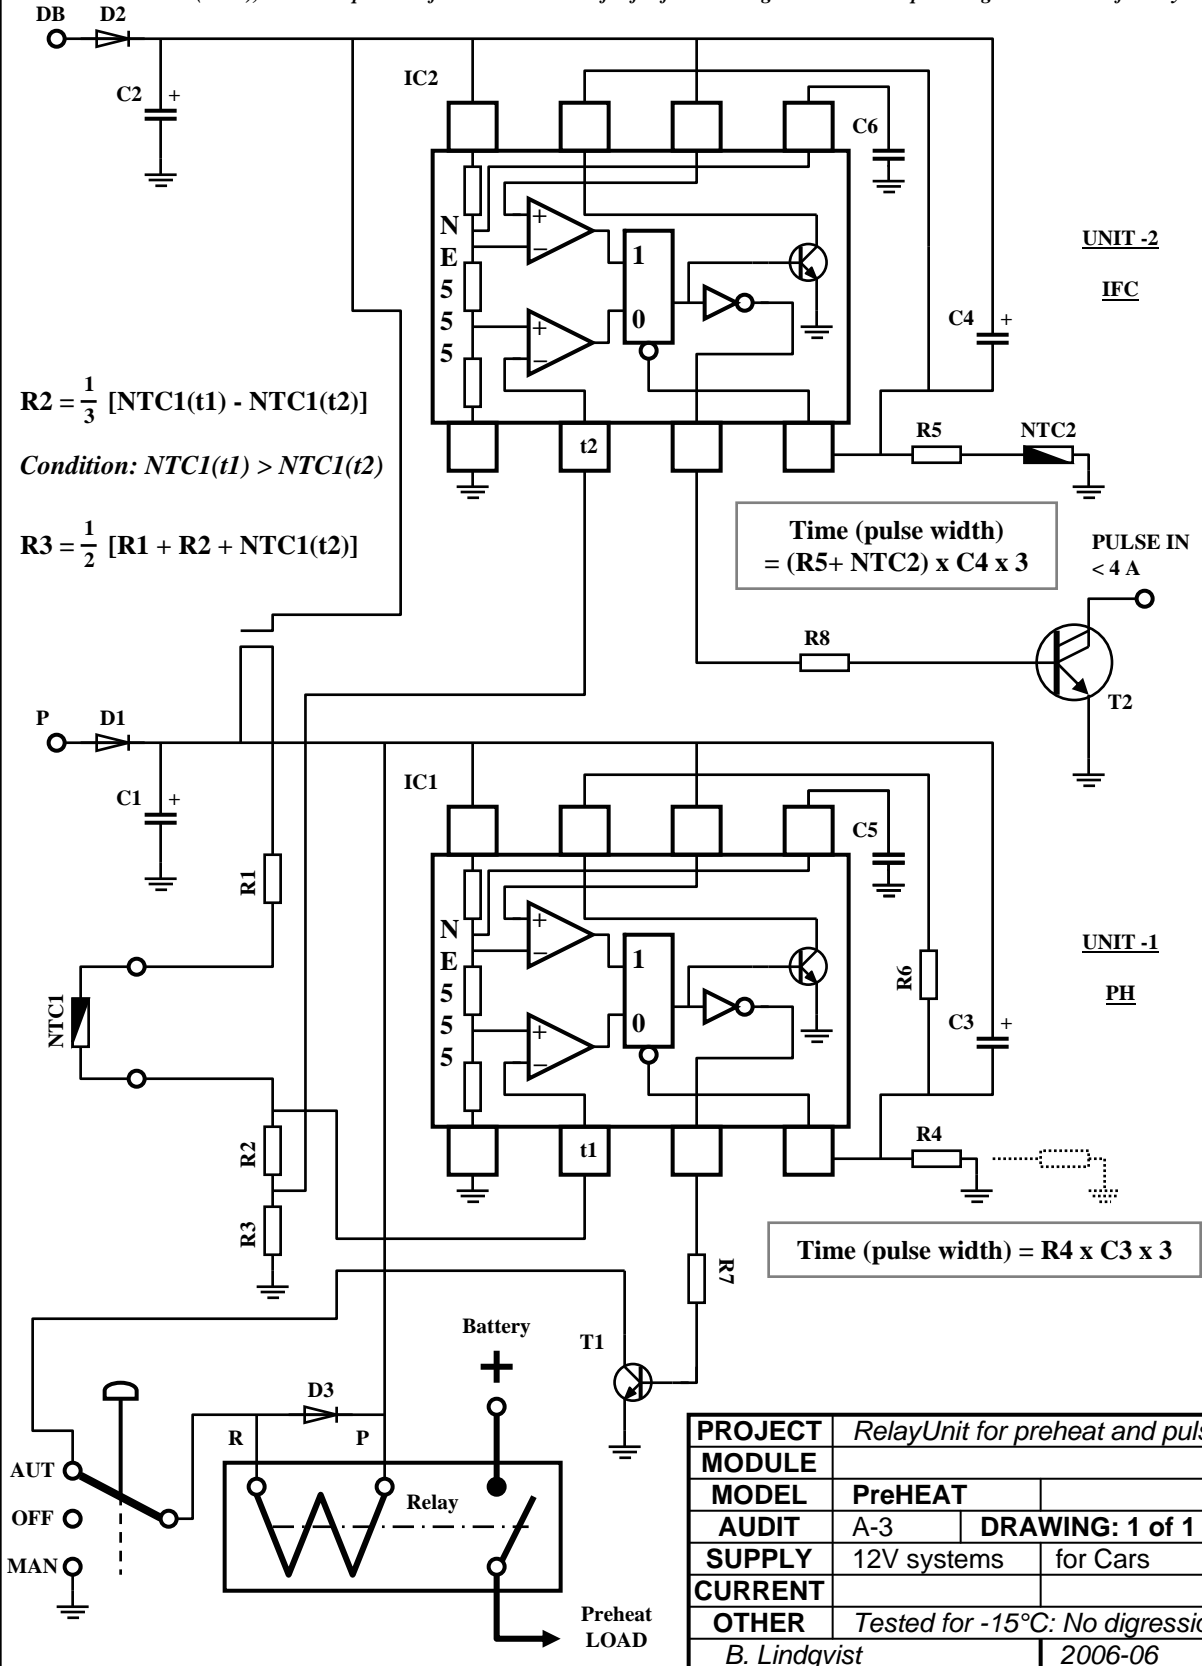 DB D2
C2 +
IC2
C6
N
E
5
5
5
+
−
+
−
1
0
t2
UNIT -2
IFC
C4 +
R5 NTC2
R2 = 1/3 [NTC1(t1) - NTC1(t2)]
Condition: NTC1(t1) > NTC1(t2)
R3 = 1/2 [R1 + R2 + NTC1(t2)]
Time (pulse width)
= (R5+ NTC2) x C4 x 3
PULSE IN
< 4 A
R8
T2
P D1
C1 +
IC1
C5
R1
N
E
5
5
5
+
−
+
−
1
0
t1
R6
UNIT -1
PH
C3 +
NTC1
R2
R3
R4
Time (pulse width) = R4 x C3 x 3
R7
T1
Battery
+
D3
R P
Relay
AUT
OFF
MAN
Preheat
LOAD
PROJECT RelayUnit for preheat and puls
MODULE
MODEL PreHEAT
AUDIT A-3 DRAWING: 1 of 1
SUPPLY 12V systems for Cars
CURRENT
OTHER Tested for -15°C: No digressio
B. Lindqvist 2006-06